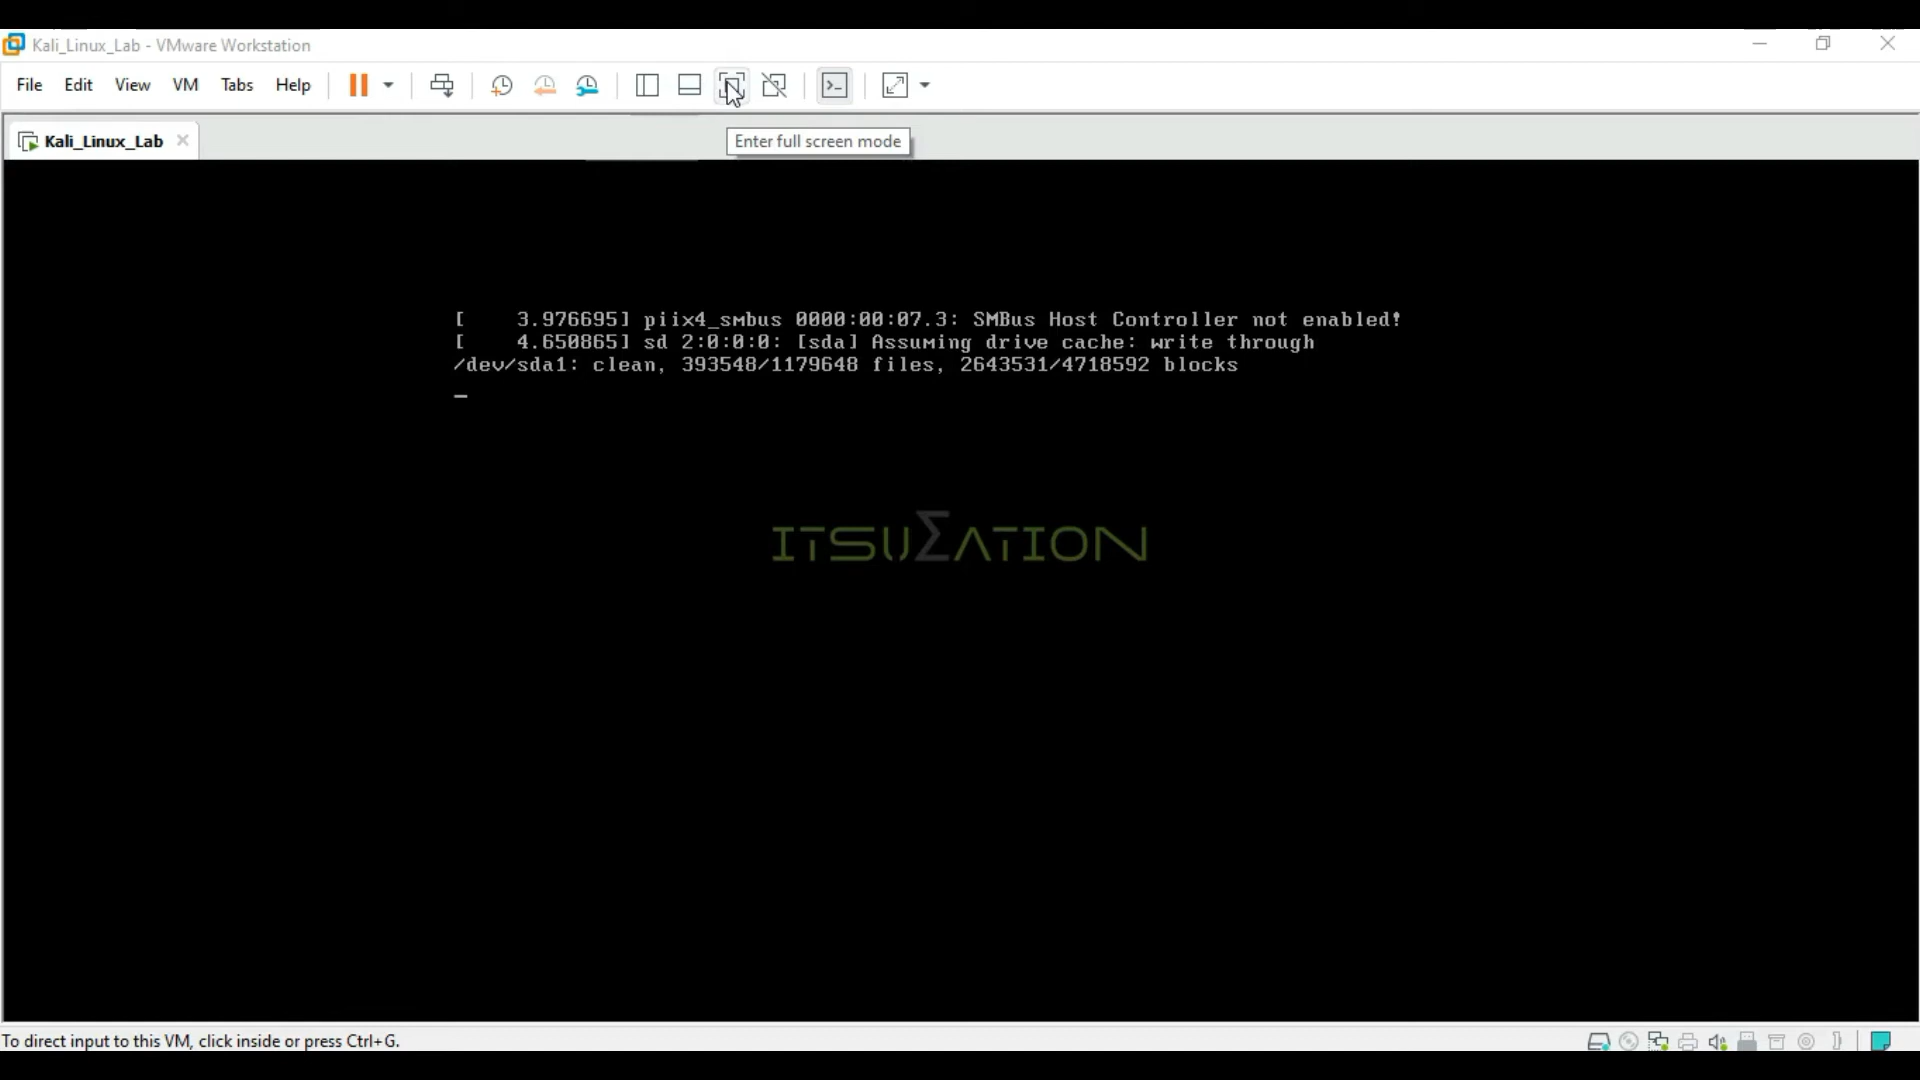 Kali_Linux_Lab - VMware Workstation
File Edit View VM Tabs Help
Kali_Linux_Lab
Enter full screen mode
[    3.976695] piix4_smbus 0000:00:07.3: SMBus Host Controller not enabled!
[    4.650865] sd 2:0:0:0: [sda] Assuming drive cache: write through
/dev/sda1: clean, 393548/1179648 files, 2643531/4718592 blocks
ITSUΣATION
To direct input to this VM, click inside or press Ctrl+G.